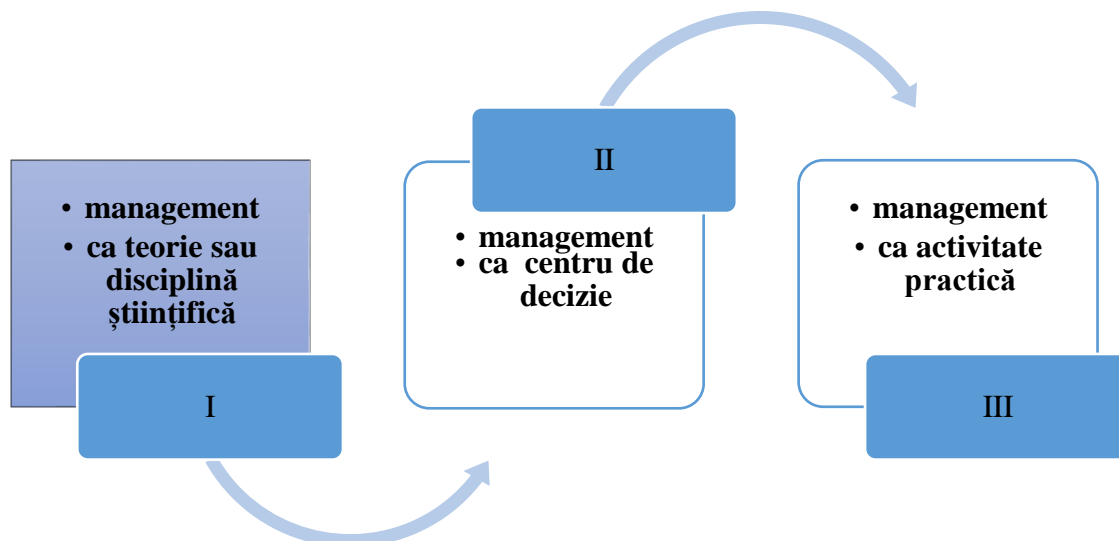 • management
• ca teorie sau
disciplină
științifică
I
II
• management
• ca centru de
decizie
• management
• ca activitate
practică
III